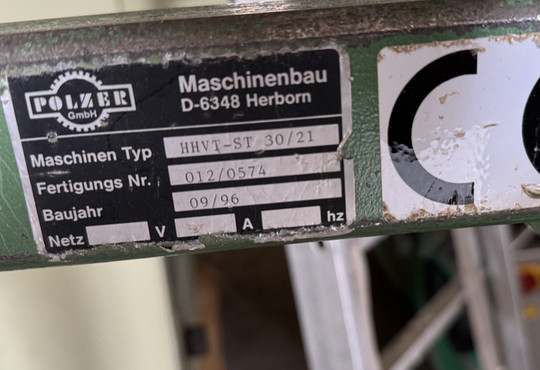 POLZER
GmbH
Maschinenbau
D-6348 Herborn
Maschinen Typ HHVT-ST 30/21
Fertigungs Nr. 012/0574
Baujahr 09/96
Netz V A hz
C